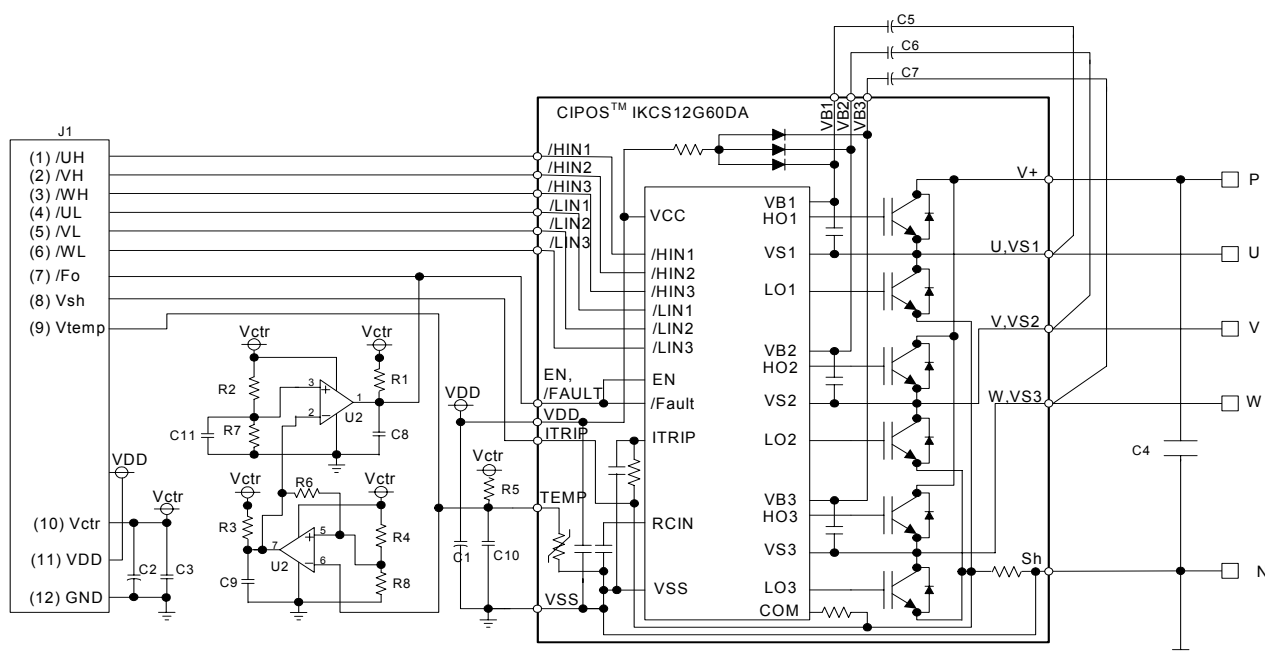 C5
C6
C7
CIPOS™ IKCS12G60DA
VB1
VB2
VB3
J1
(1) /UH
(2) /VH
(3) /WH
(4) /UL
(5) /VL
(6) /WL
(7) /Fo
(8) Vsh
(9) Vtemp
(10) Vctr
(11) VDD
(12) GND
/HIN1
/HIN2
/HIN3
/LIN1
/LIN2
/LIN3
EN,
/FAULT
VDD
ITRIP
TEMP
VSS
VCC
/HIN1
/HIN2
/HIN3
/LIN1
/LIN2
/LIN3
EN
/Fault
ITRIP
RCIN
VSS
VB1
HO1
VS1
LO1
VB2
HO2
VS2
LO2
VB3
HO3
VS3
LO3
COM
V+
U,VS1
V,VS2
W,VS3
Sh
P
U
V
W
N
C4
Vctr
Vctr
R2
R1
3
+
1
2
−
U2
R7
C11
C8
VDD
Vctr
C2
C3
Vctr
R6
Vctr
R3
R4
5
+
7
6
−
U2
C9
R8
VDD
C1
Vctr
R5
C10